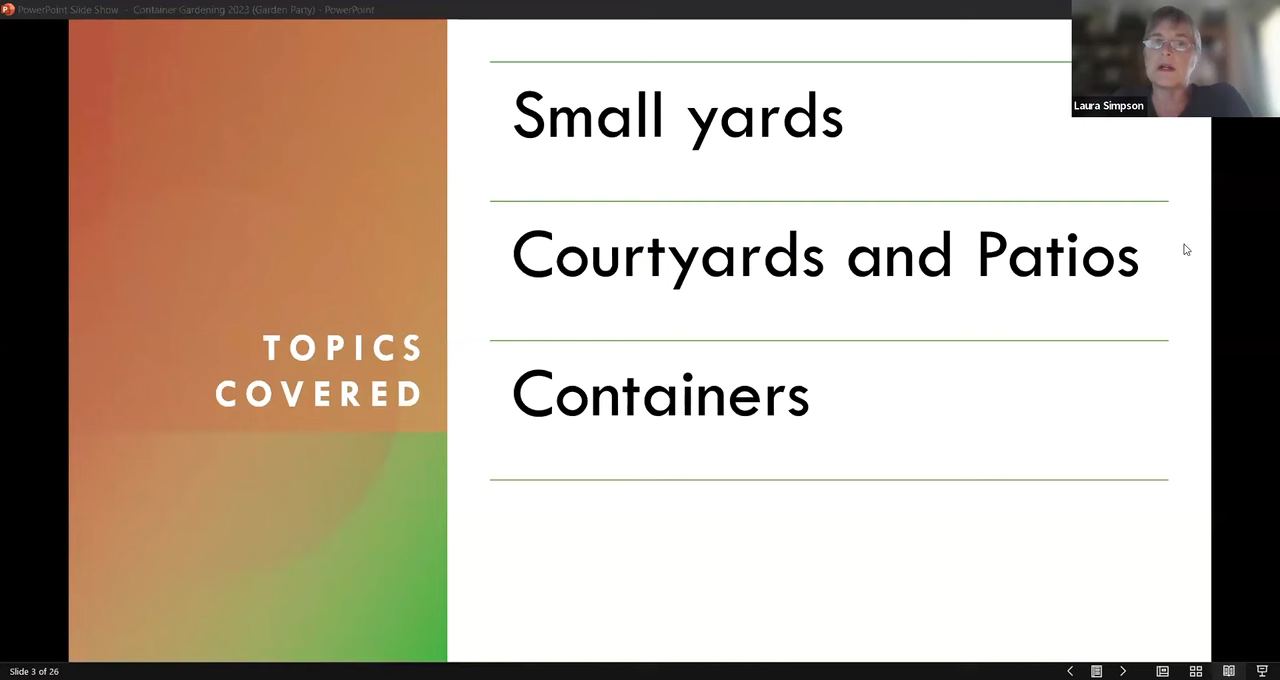 PowerPoint Slide Show - Container Gardening 2023 (Garden Party) - PowerPoint
Laura Simpson
TOPICS
COVERED
Small yards
Courtyards and Patios
Containers
Slide 3 of 26